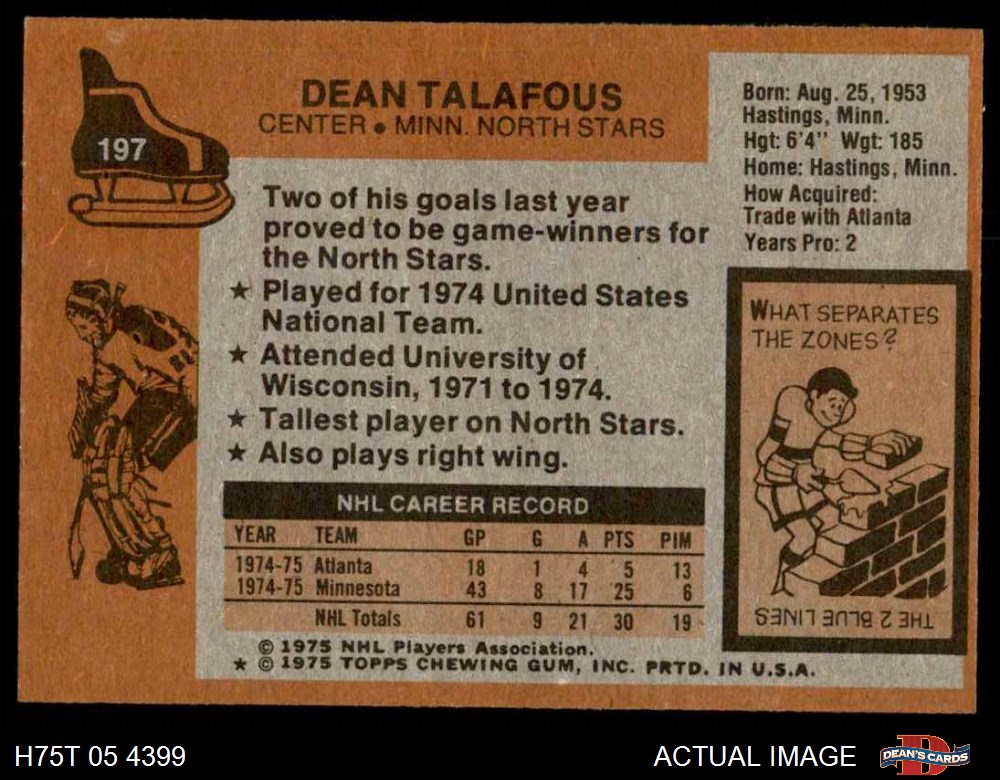 197
DEAN TALAFOUS
CENTER • MINN. NORTH STARS
Born: Aug. 25, 1953
Hastings, Minn.
Hgt: 6'4" Wgt: 185
Home: Hastings, Minn.
How Acquired:
Trade with Atlanta
Years Pro: 2
Two of his goals last year
proved to be game-winners for
the North Stars.
★ Played for 1974 United States
National Team.
★ Attended University of
Wisconsin, 1971 to 1974.
★ Tallest player on North Stars.
★ Also plays right wing.
WHAT SEPARATES
THE ZONES?
THE 2 BLUE LINES
NHL CAREER RECORD
YEAR TEAM GP G A PTS PIM
1974-75 Atlanta 18 1 4 5 13
1974-75 Minnesota 43 8 17 25 6
NHL Totals 61 9 21 30 19
© 1975 NHL Players Association.
★ © 1975 TOPPS CHEWING GUM, INC. PRTD. IN U.S.A.
H75T 05 4399
ACTUAL IMAGE
DEAN'S CARDS